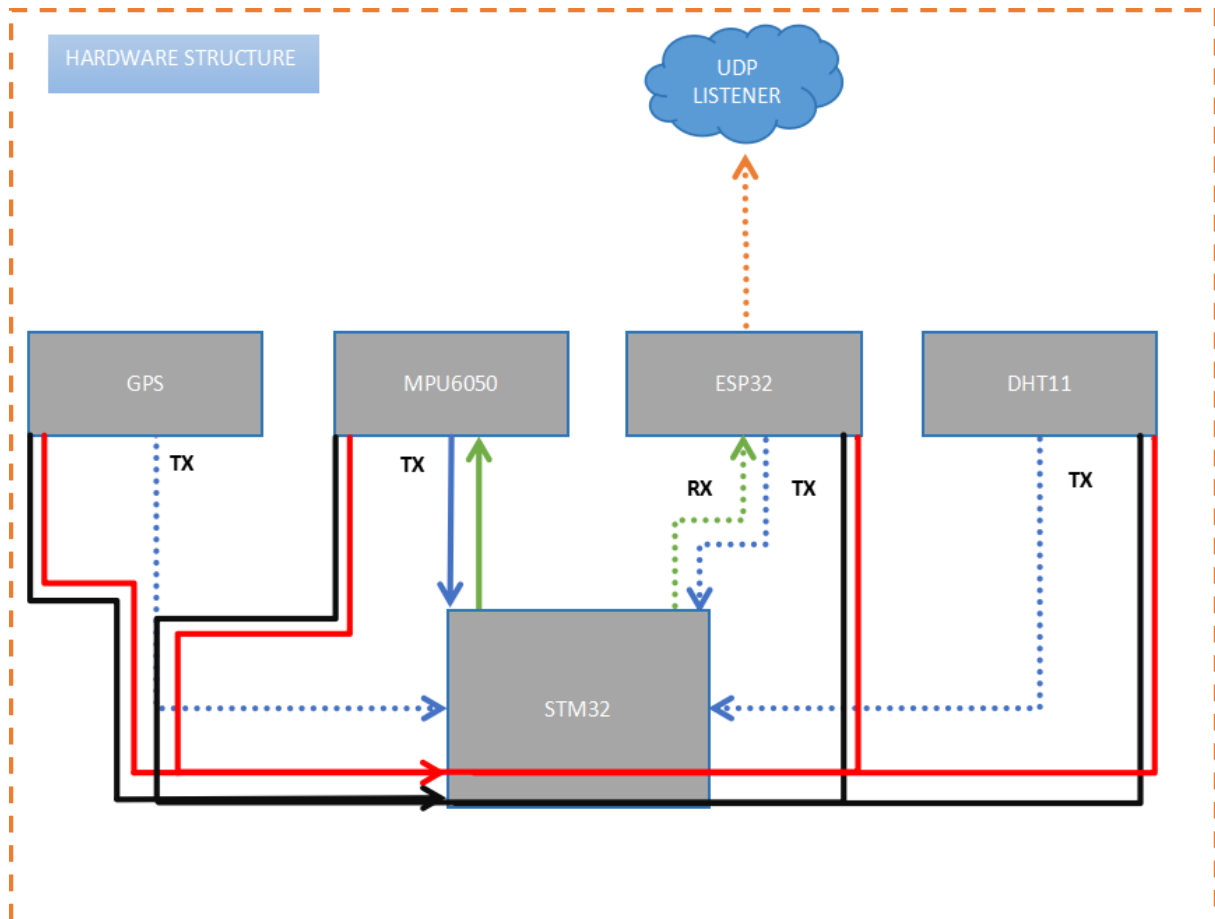 HARDWARE STRUCTURE
UDP
LISTENER
GPS
MPU6050
ESP32
DHT11
TX
TX
RX
TX
TX
STM32